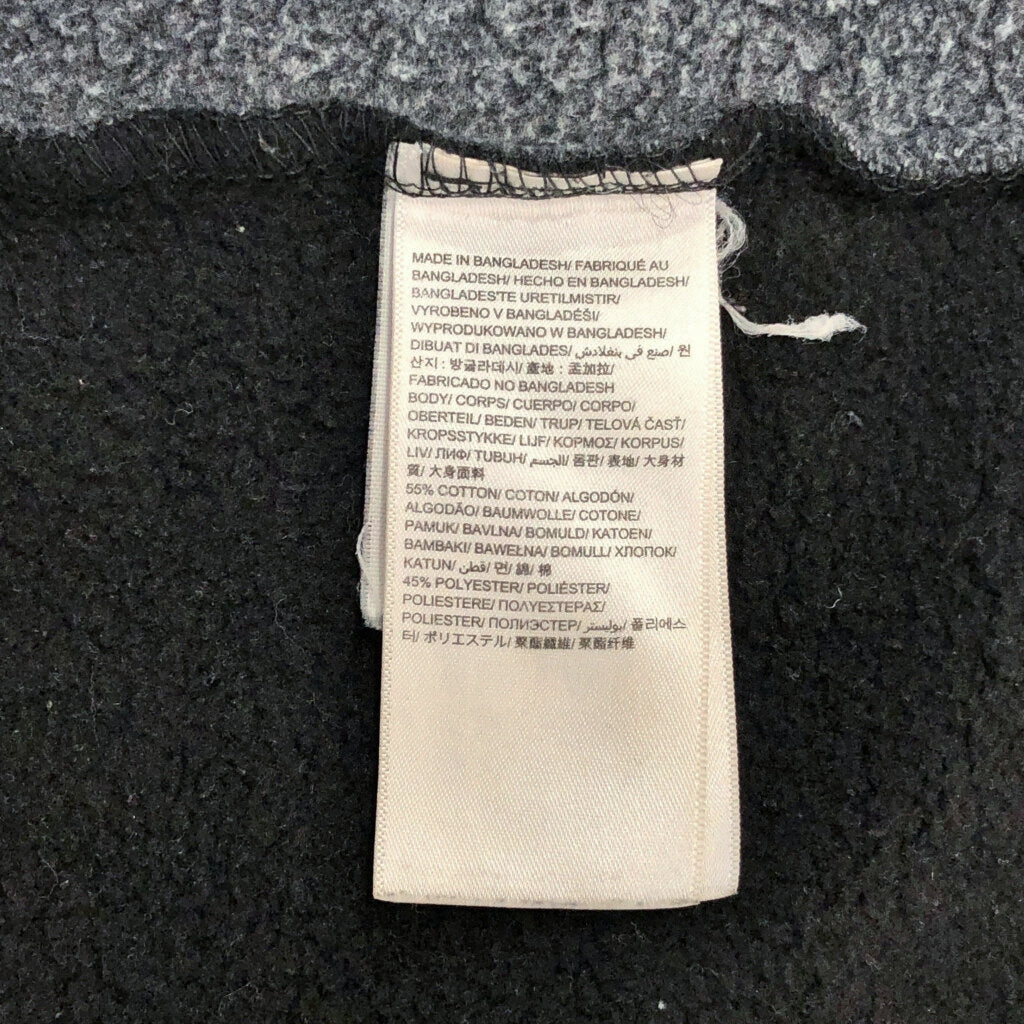 MADE IN BANGLADESH/ FABRIQUÉ AU
BANGLADESH/ HECHO EN BANGLADESH/
BANGLADES'TE URETILMISTIR/
VYROBENO V BANGLADÉŠI/
WYPRODUKOWANO W BANGLADESH/
DIBUAT DI BANGLADES/ صنع في بنغلادش/ 원
산지 : 방글라데시/ 產地 : 孟加拉/
FABRICADO NO BANGLADESH
BODY/ CORPS/ CUERPO/ CORPO/
OBERTEIL/ BEDEN/ TRUP/ TELOVÁ ČASŤ/
KROPSSTYKKE/ LIJF/ ΚΟΡΜΟΣ/ KORPUS/
LIV/ ЛИФ/ TUBUH/ الجسم/ 몸판/ 表地/ 大身材
質/ 大身面料
55% COTTON/ COTON/ ALGODÓN/
ALGODÃO/ BAUMWOLLE/ COTONE/
PAMUK/ BAVLNA/ BOMULD/ KATOEN/
BAMBAKI/ BAWEŁNA/ BOMULL/ ХЛОПОК/
KATUN/ قطن/ 면/ 綿/ 棉
45% POLYESTER/ POLIÉSTER/
POLIESTERE/ ΠΟΛΥΕΣΤΕΡΑΣ/
POLIESTER/ ПОЛИЭСТЕР/ بوليستر/ 폴리에스
터/ ポリエステル/ 聚酯纖維/ 聚酯纤维